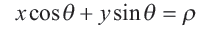 x cos θ + y sin θ = ρ